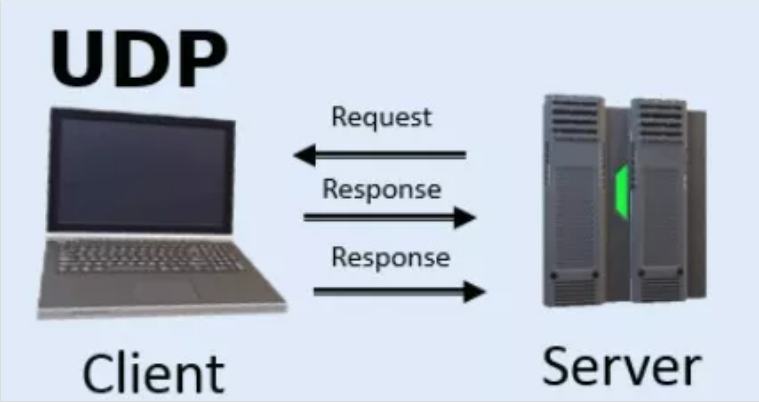 UDP
Request
Response
Response
Client
Server